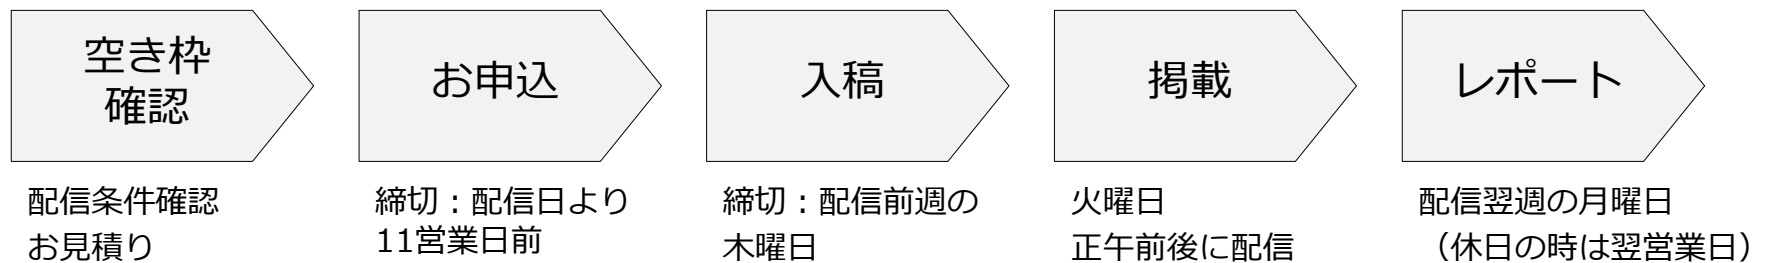 空き枠
確認
お申込
入稿
掲載
レポート
配信条件確認
お見積り
締切：配信日より
11営業日前
締切：配信前週の
木曜日
火曜日
正午前後に配信
配信翌週の月曜日
（休日の時は翌営業日）